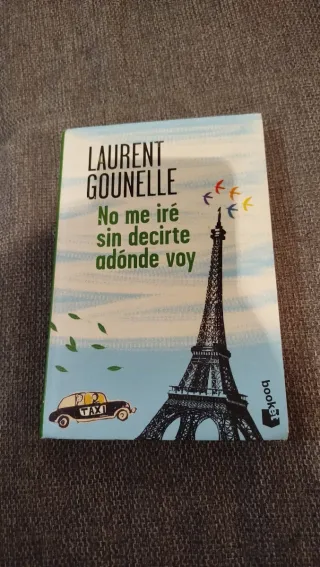 LAURENT
GOUNELLE
No me iré
sin decirte
adónde voy
TAXI
booket